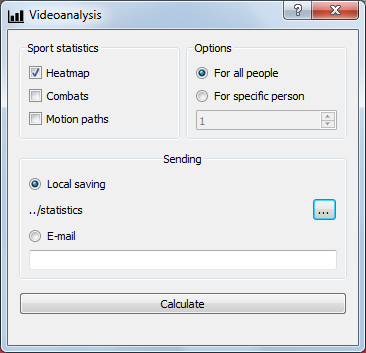 Videoanalysis
Sport statistics
Heatmap
Combats
Motion paths
Options
For all people
For specific person
1
Sending
Local saving
../statistics
...
E-mail
Calculate